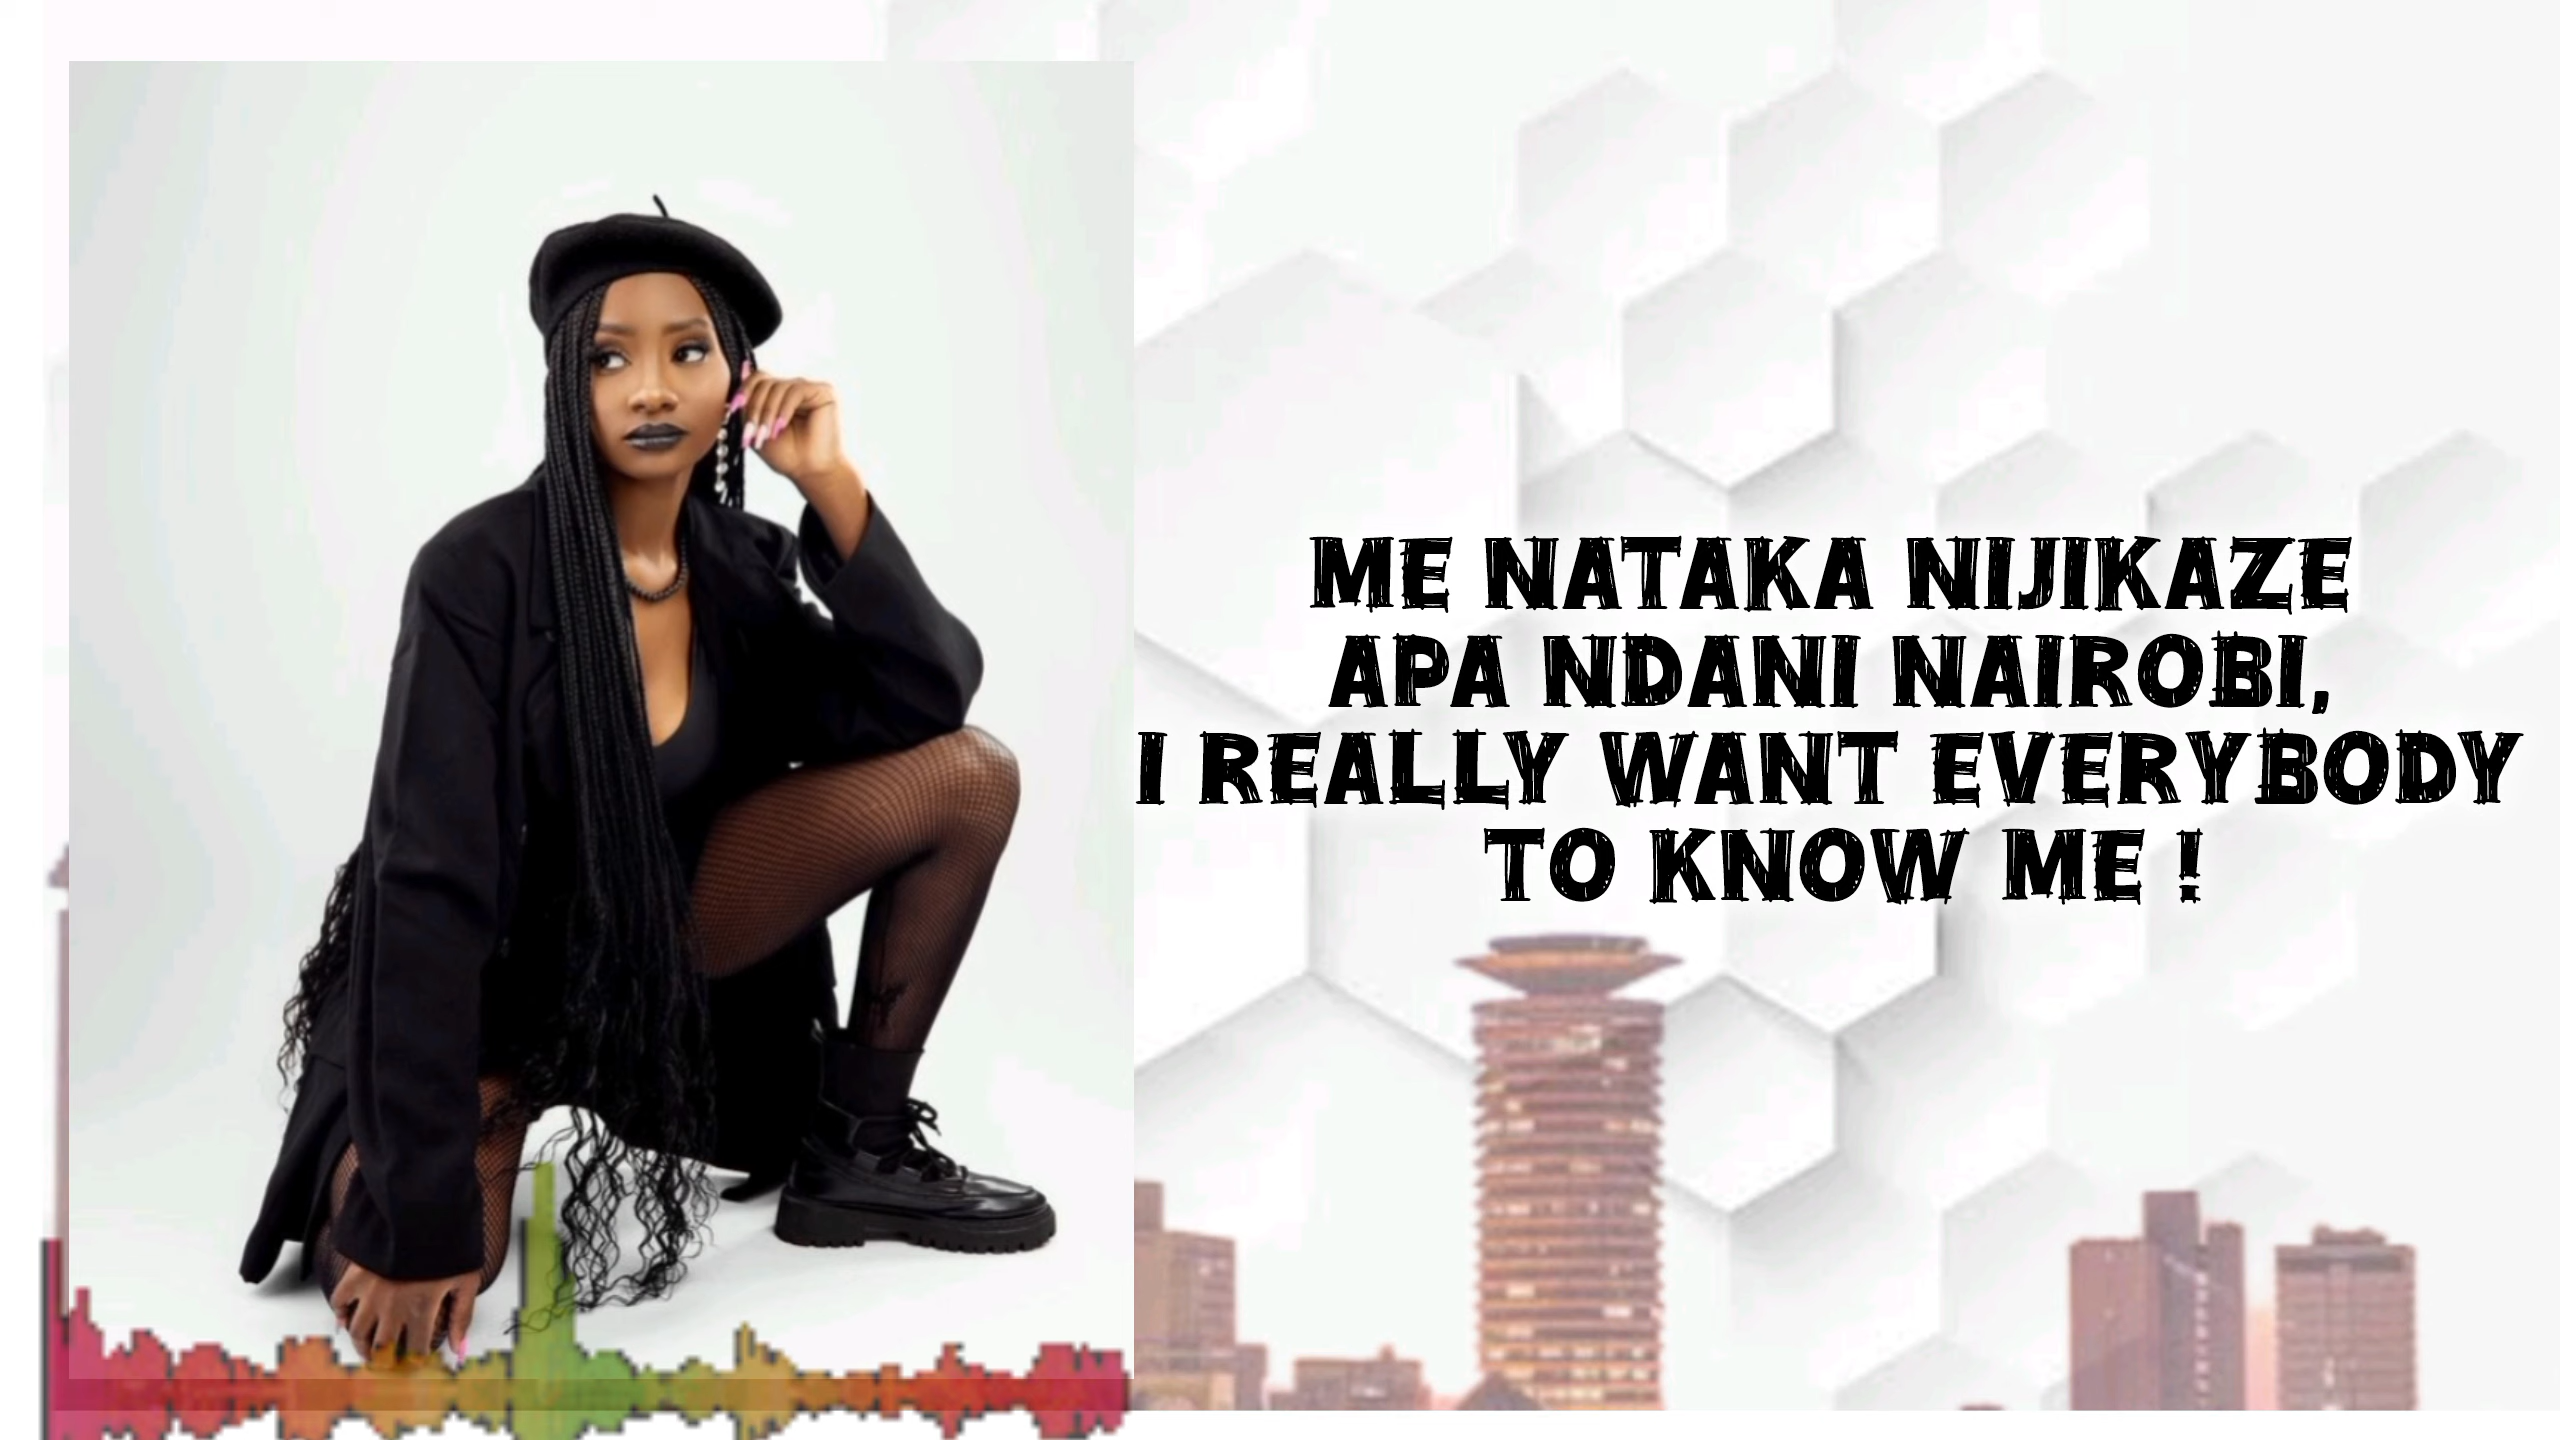 ME NATAKA NIJIKAZE
APA NDANI NAIROBI,
I REALLY WANT EVERYBODY
TO KNOW ME !